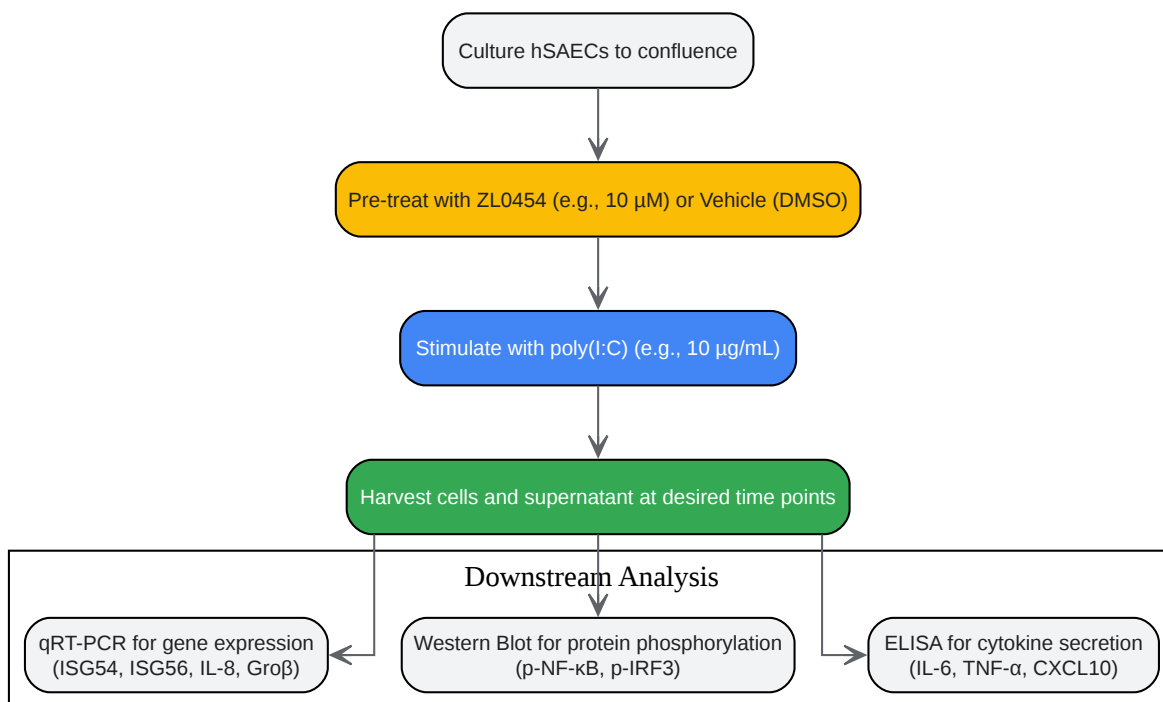 Culture hSAECs to confluence
Pre-treat with ZL0454 (e.g., 10 µM) or Vehicle (DMSO)
Stimulate with poly(I:C) (e.g., 10 µg/mL)
Harvest cells and supernatant at desired time points
Downstream Analysis
qRT-PCR for gene expression
(ISG54, ISG56, IL-8, Groβ)
Western Blot for protein phosphorylation
(p-NF-κB, p-IRF3)
ELISA for cytokine secretion
(IL-6, TNF-α, CXCL10)